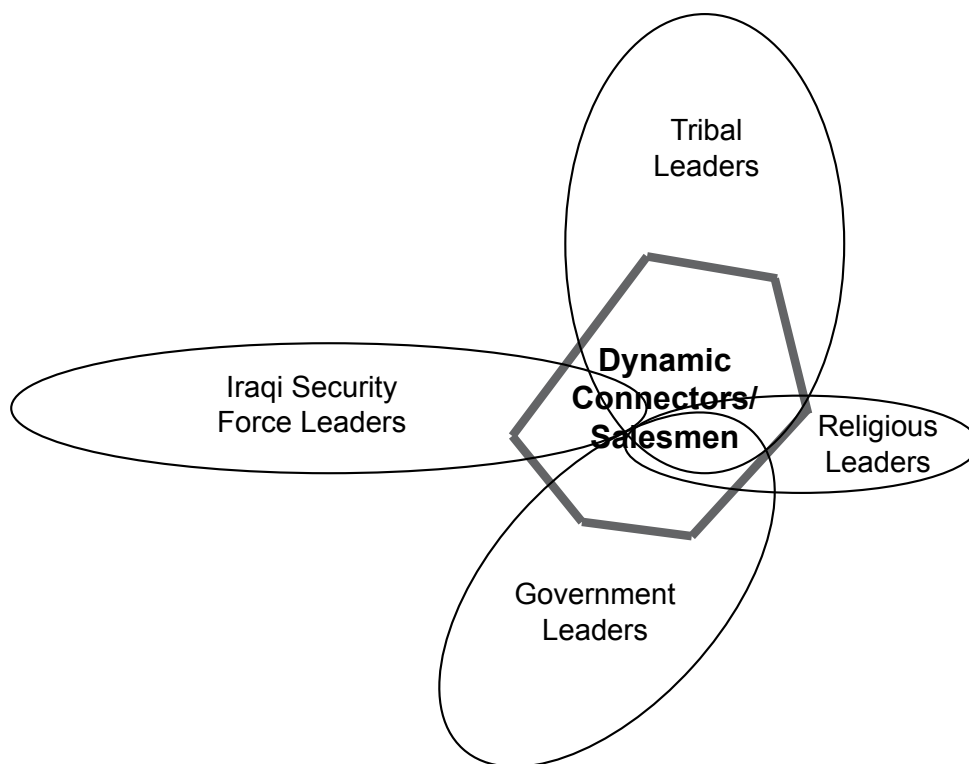 Tribal
Leaders
Dynamic
Connectors/
Salesmen
Iraqi Security
Force Leaders
Religious
Leaders
Government
Leaders